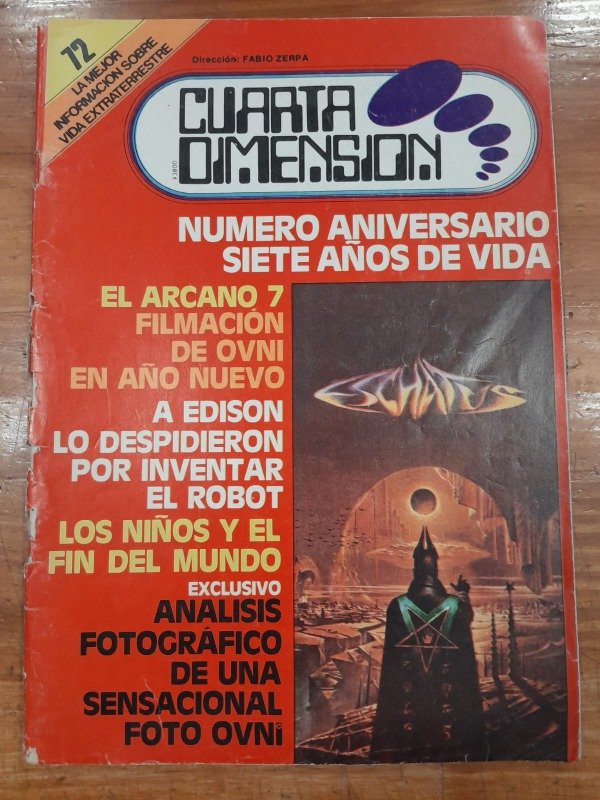 72
LA MEJOR
INFORMACION SOBRE
VIDA EXTRATERRESTRE
Dirección: FABIO ZERPA
CUARTA
DIMENSION
NUMERO ANIVERSARIO
SIETE AÑOS DE VIDA
EL ARCANO 7
FILMACIÓN
DE OVNI
EN AÑO NUEVO
A EDISON
LO DESPIDIERON
POR INVENTAR
EL ROBOT
LOS NIÑOS Y EL
FIN DEL MUNDO
EXCLUSIVO
ANALISIS
FOTOGRÁFICO
DE UNA
SENSACIONAL
FOTO OVNI
ESCHATUS